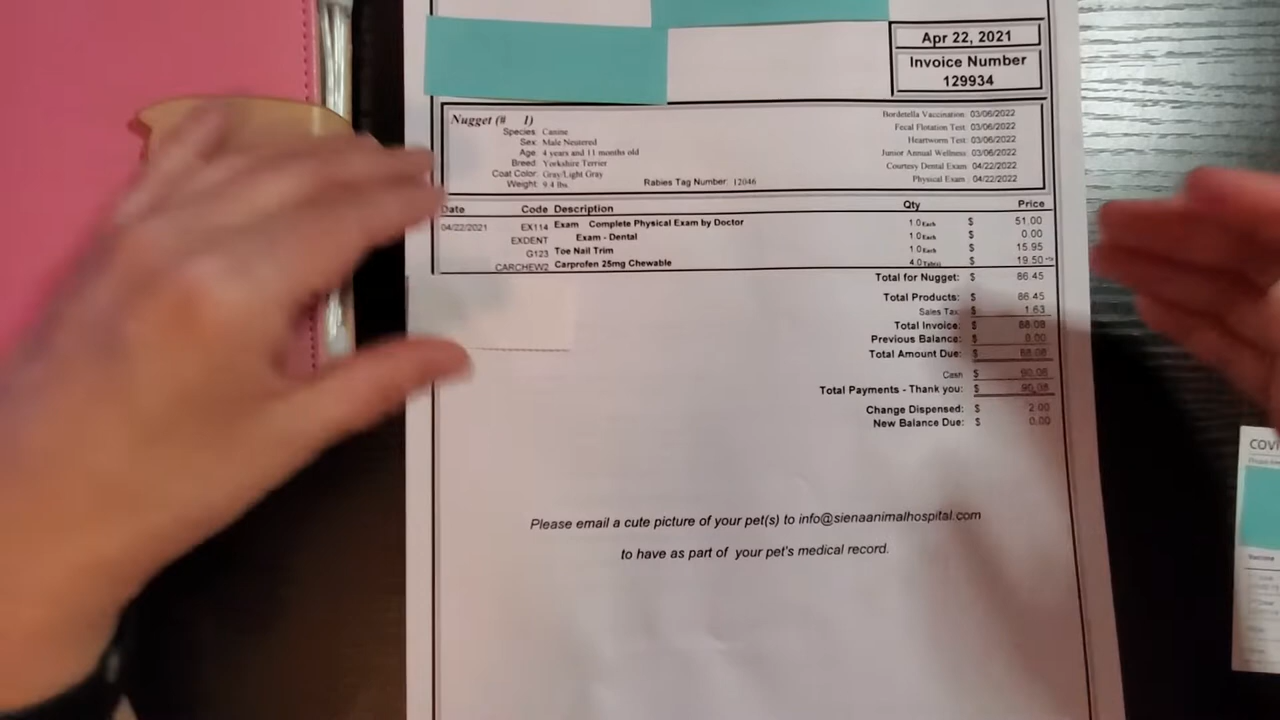 Apr 22, 2021
Invoice Number
129934
Nugget (# 1)
Species: Canine
Sex: Male Neutered
Age: 4 years and 11 months old
Breed: Yorkshire Terrier
Coat Color: Gray/Light Gray
Weight: 9.4 lbs. Rabies Tag Number: 12046
Bordetella Vaccination: 03/06/2022
Fecal Flotation Test: 03/06/2022
Heartworm Test: 03/06/2022
Junior Annual Wellness: 03/06/2022
Courtesy Dental Exam: 04/22/2022
Physical Exam: 04/22/2022
Date Code Description Qty Price
04/22/2021 EX114 Exam Complete Physical Exam by Doctor 1.0 Each $ 51.00
EXDENT Exam - Dental 1.0 Each $ 0.00
G123 Toe Nail Trim 1.0 Each $ 15.95
CARCHEW2 Carprofen 25mg Chewable 4.0 Tablets $ 19.50
Total for Nugget: $ 86.45
Total Products: $ 86.45
Sales Tax: $ 1.63
Total Invoice: $ 88.08
Previous Balance: $ 0.00
Total Amount Due: $ 88.08
Cash $ 90.08
Total Payments - Thank you: $ 90.08
Change Dispensed: $ 2.00
New Balance Due: $ 0.00
Please email a cute picture of your pet(s) to info@sienaanimalhospital.com
to have as part of your pet's medical record.
COVI
Vaccine